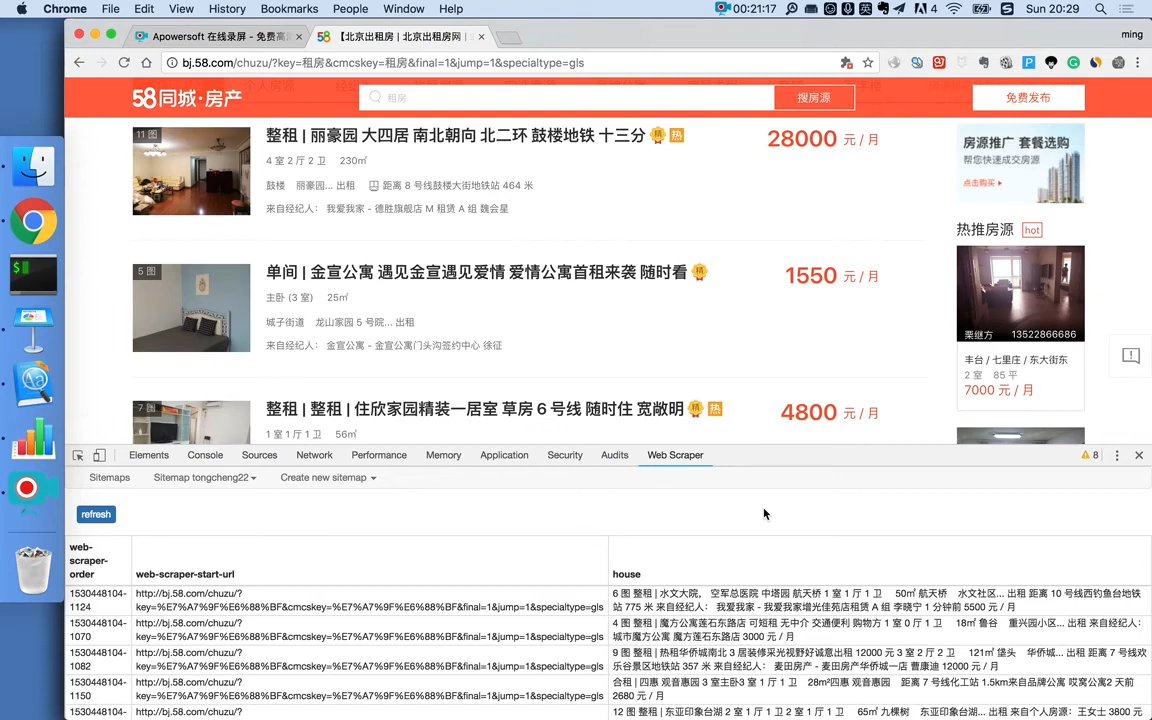 Chrome File Edit View History Bookmarks People Window Help 00:21:17 4 Sun 20:29
Apowersoft 在线录屏 - 免费高清
58 【北京出租房 | 北京出租房网 |
ming
bj.58.com/chuzu/?key=租房&cmcskey=租房&final=1&jump=1&specialtype=gls
58同城·房产
租房
搜房源
免费发布
11 图
整租 | 丽豪园 大四居 南北朝向 北二环 鼓楼地铁 十三分 精 热
28000 元 / 月
4 室 2 厅 2 卫 230㎡
鼓楼 丽豪园... 出租 距离 8 号线鼓楼大街地铁站 464 米
来自经纪人： 我爱我家 - 德胜旗舰店 M 租赁 A 组 魏会星
5 图
单间 | 金宣公寓 遇见金宣遇见爱情 爱情公寓首租来袭 随时看 精
1550 元 / 月
主卧 (3 室) 25㎡
城子街道 龙山家园 5 号院... 出租
来自经纪人： 金宣公寓 - 金宣公寓门头沟签约中心 徐征
7 图
整租 | 整租 | 住欣家园精装一居室 草房 6 号线 随时住 宽敞明 精 热
4800 元 / 月
1 室 1 厅 1 卫 56㎡
房源推广 套餐选购
帮您快速成交房源
点击购买
热推房源 hot
栗继方 13522866686
丰台 / 七里庄 / 东大街东
2 室 85 平
7000 元 / 月
Elements Console Sources Network Performance Memory Application Security Audits Web Scraper 8
Sitemaps Sitemap tongcheng22 Create new sitemap
refresh
web-scraper-order web-scraper-start-url house
1530448104-1124
http://bj.58.com/chuzu/?
key=%E7%A7%9F%E6%88%BF&cmcskey=%E7%A7%9F%E6%88%BF&final=1&jump=1&specialtype=gls
6 图 整租 | 水文大院， 空军总医院 中塔园 航天桥 1 室 1 厅 1 卫 50㎡ 航天桥 水文社区... 出租 距离 10 号线西钓鱼台地铁
站 775 米 来自经纪人： 我爱我家 - 我爱我家增光佳苑店租赁 A 组 李晓宁 1 分钟前 5500 元 / 月
1530448104-1070
http://bj.58.com/chuzu/?
key=%E7%A7%9F%E6%88%BF&cmcskey=%E7%A7%9F%E6%88%BF&final=1&jump=1&specialtype=gls
4 图 整租 | 魔方公寓莲石东路店 可短租 无中介 交通便利 购物方 1 室 0 厅 1 卫 18㎡ 鲁谷 重兴园小区... 出租 来自经纪人：
城市魔方公寓 魔方莲石东路店 3000 元 / 月
1530448104-1082
http://bj.58.com/chuzu/?
key=%E7%A7%9F%E6%88%BF&cmcskey=%E7%A7%9F%E6%88%BF&final=1&jump=1&specialtype=gls
9 图 整租 | 热租华侨城南北 3 居装修采光视野好诚意出租 12000 元 3 室 2 厅 2 卫 121㎡ 垡头 华侨城... 出租 距离 7 号线欢
乐谷景区地铁站 357 米 来自经纪人： 麦田房产 - 麦田房产华侨城一店 曹康迪 12000 元 / 月
1530448104-1150
http://bj.58.com/chuzu/?
key=%E7%A7%9F%E6%88%BF&cmcskey=%E7%A7%9F%E6%88%BF&final=1&jump=1&specialtype=gls
合租 | 四惠 观音惠园 3 室主卧3 室 1 厅 1 卫 28m²四惠 观音惠园 距离 7 号线化工站 1.5km来自品牌公寓 哎窝公寓2 天前
2680 元 / 月
1530448104-
http://bj.58.com/chuzu/?
12 图 整租 | 东亚印象台湖 2 室 1 厅 1 卫 2 室 1 厅 1 卫 65㎡ 九棵树 东亚印象台湖... 出租 来自个人房源：王女士 3800 元